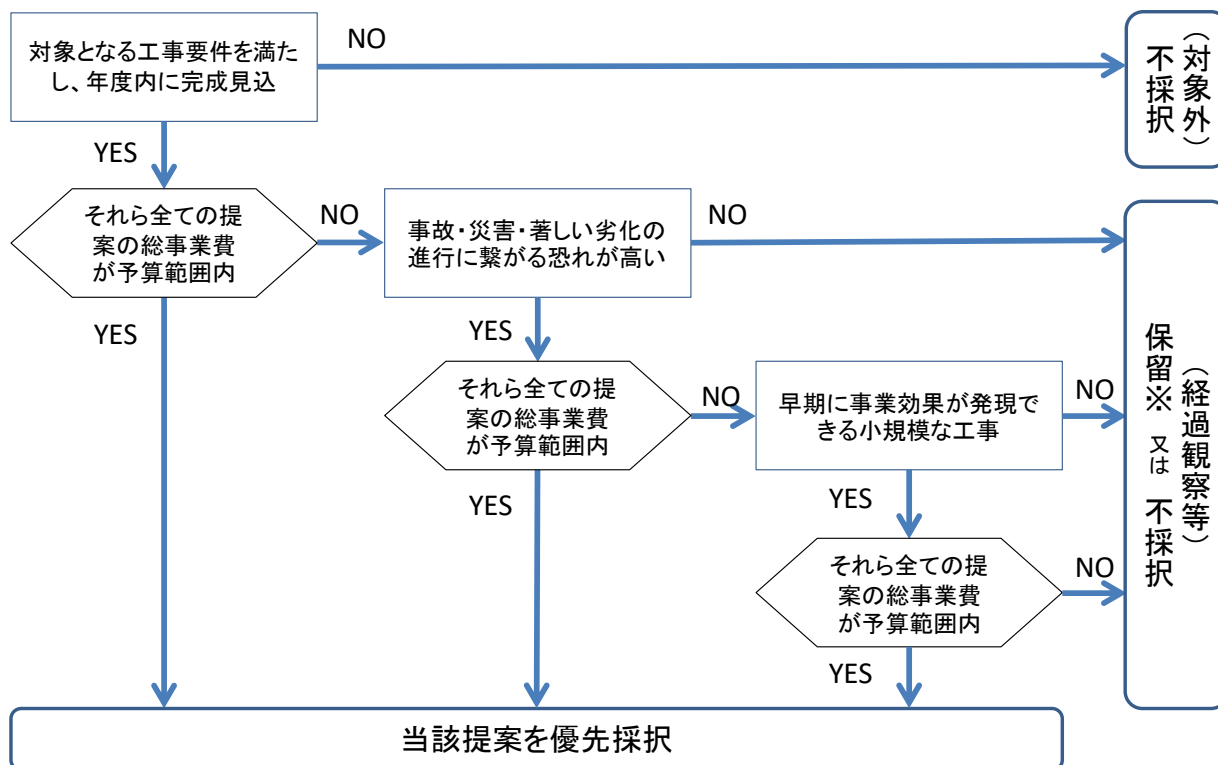 対象となる工事要件を満た
し、年度内に完成見込
NO
不採択
（対象外）
YES
それら全ての提
案の総事業費
が予算範囲内
NO
事故・災害・著しい劣化の
進行に繋がる恐れが高い
NO
YES
YES
それら全ての提
案の総事業費
が予算範囲内
NO
早期に事業効果が発現で
きる小規模な工事
NO
保留※ 又は 不採択
（経過観察等）
YES
YES
それら全ての提
案の総事業費
が予算範囲内
NO
YES
当該提案を優先採択